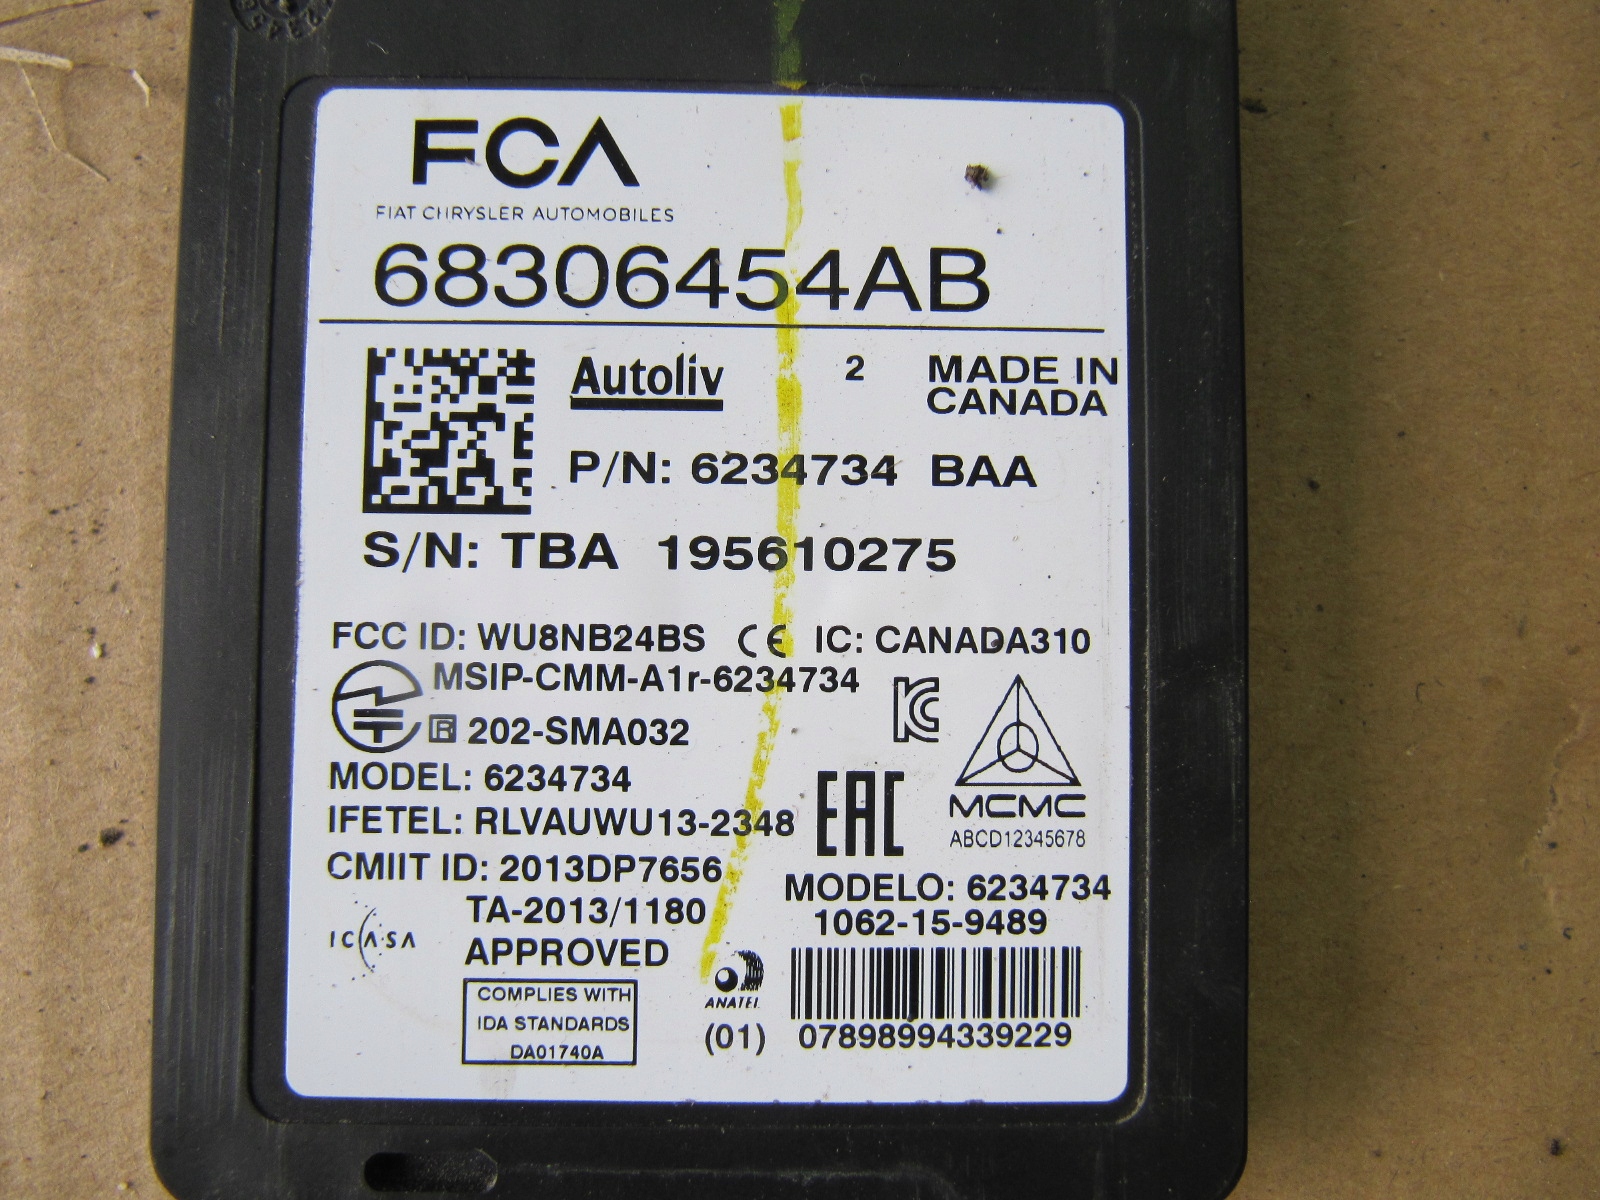 FCA
FIAT CHRYSLER AUTOMOBILES
68306454AB
Autoliv 2 MADE IN
CANADA
P/N: 6234734 BAA
S/N: TBA 195610275
FCC ID: WU8NB24BS CE IC: CANADA310
MSIP-CMM-A1r-6234734
R 202-SMA032
MODEL: 6234734
IFETEL: RLVAUWU13-2348
EAC
MCMC
ABCD12345678
CMIIT ID: 2013DP7656
MODELO: 6234734
TA-2013/1180
1062-15-9489
ICASA
APPROVED
COMPLIES WITH
IDA STANDARDS
DA01740A
ANATEL
(01) 07898994339229